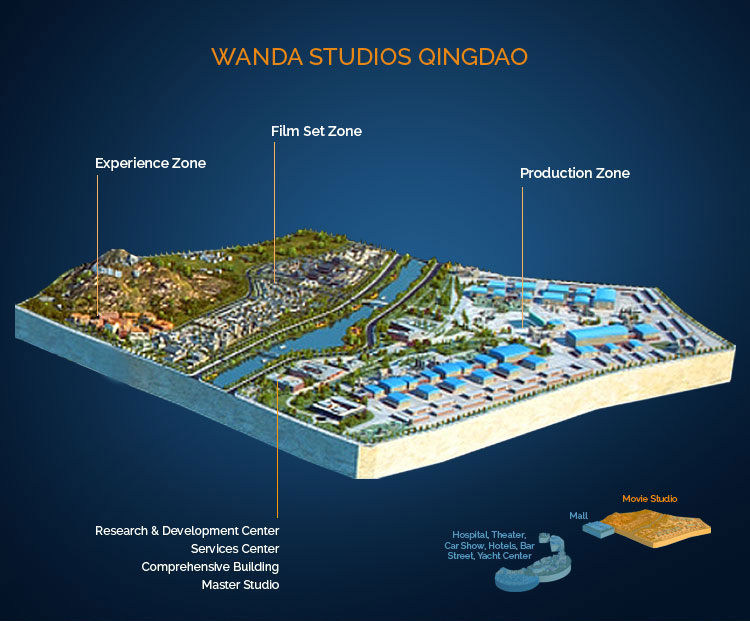 WANDA STUDIOS QINGDAO
Film Set Zone
Experience Zone
Production Zone
Research & Development Center
Services Center
Comprehensive Building
Master Studio
Movie Studio
Mall
Hospital, Theater,
Car Show, Hotels, Bar
Street, Yacht Center